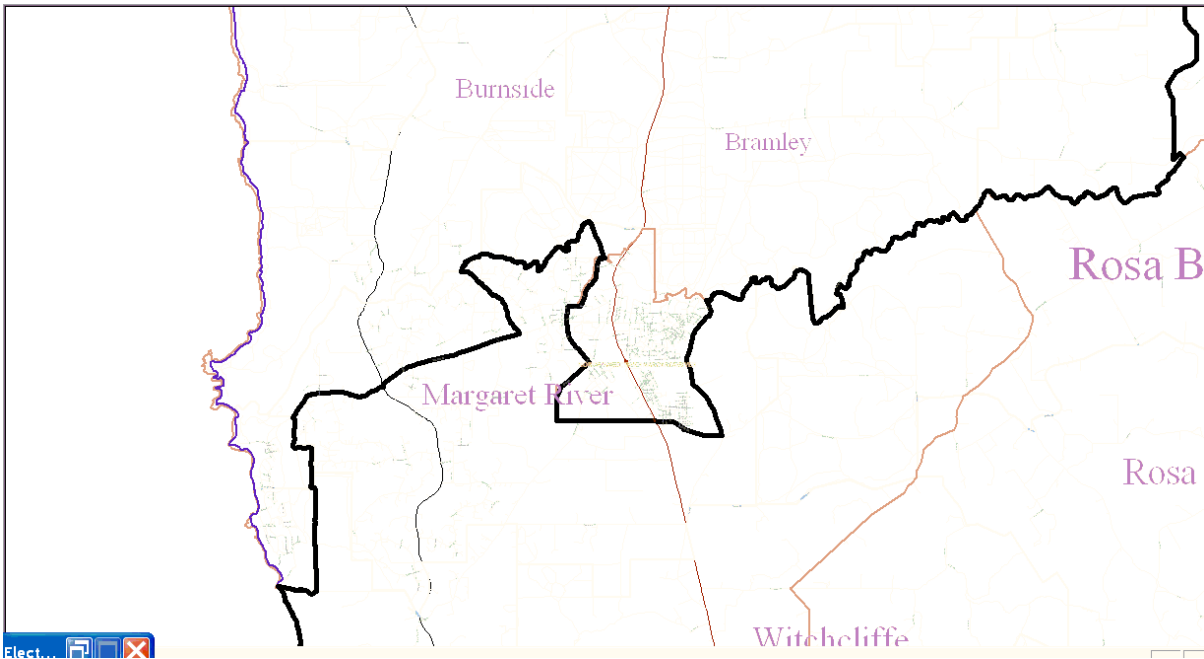 Burnside
Bramley
Rosa B
Margaret River
Rosa
Witchcliffe
Elect...